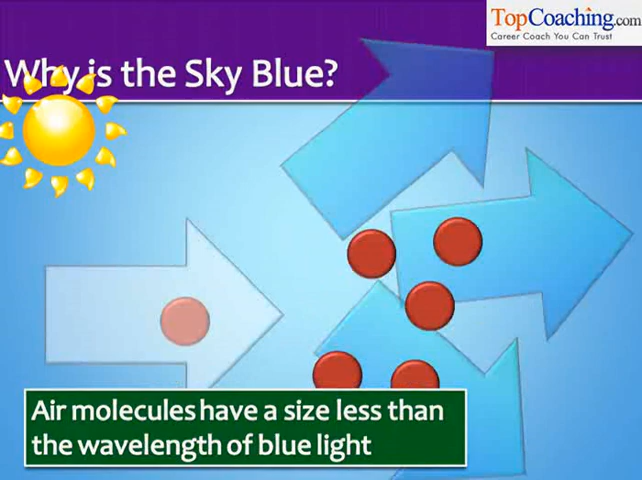 TopCoaching.com
Career Coach You Can Trust
Why is the Sky Blue?
Air molecules have a size less than
the wavelength of blue light